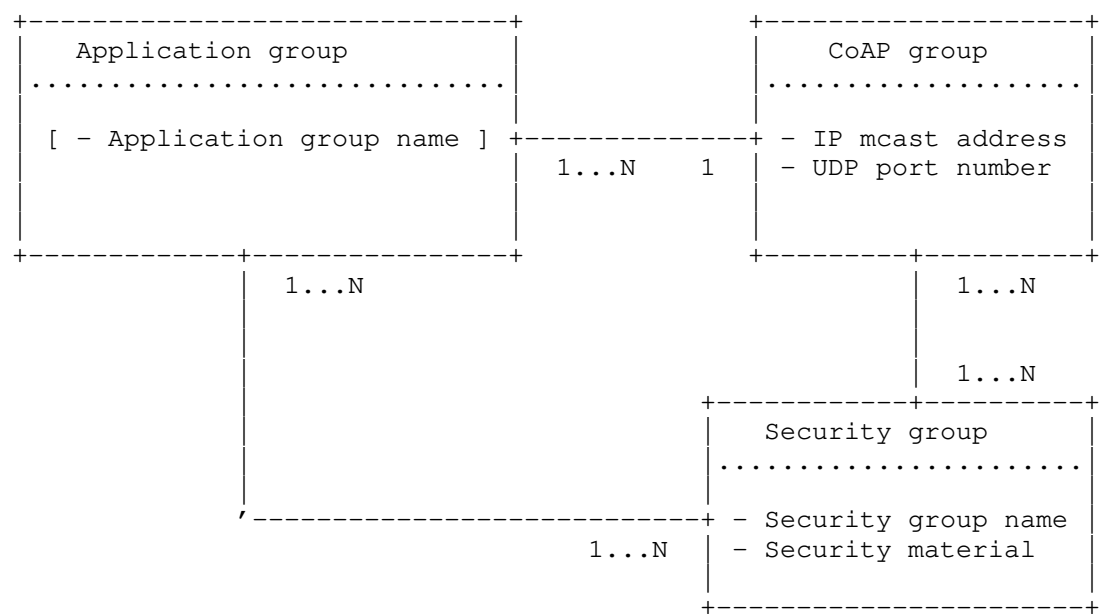 Application group CoAP group
.............................. ....................
[ - Application group name ] - IP mcast address
1...N 1 - UDP port number
1...N 1...N
1...N
Security group
.......................
- Security group name
1...N - Security material